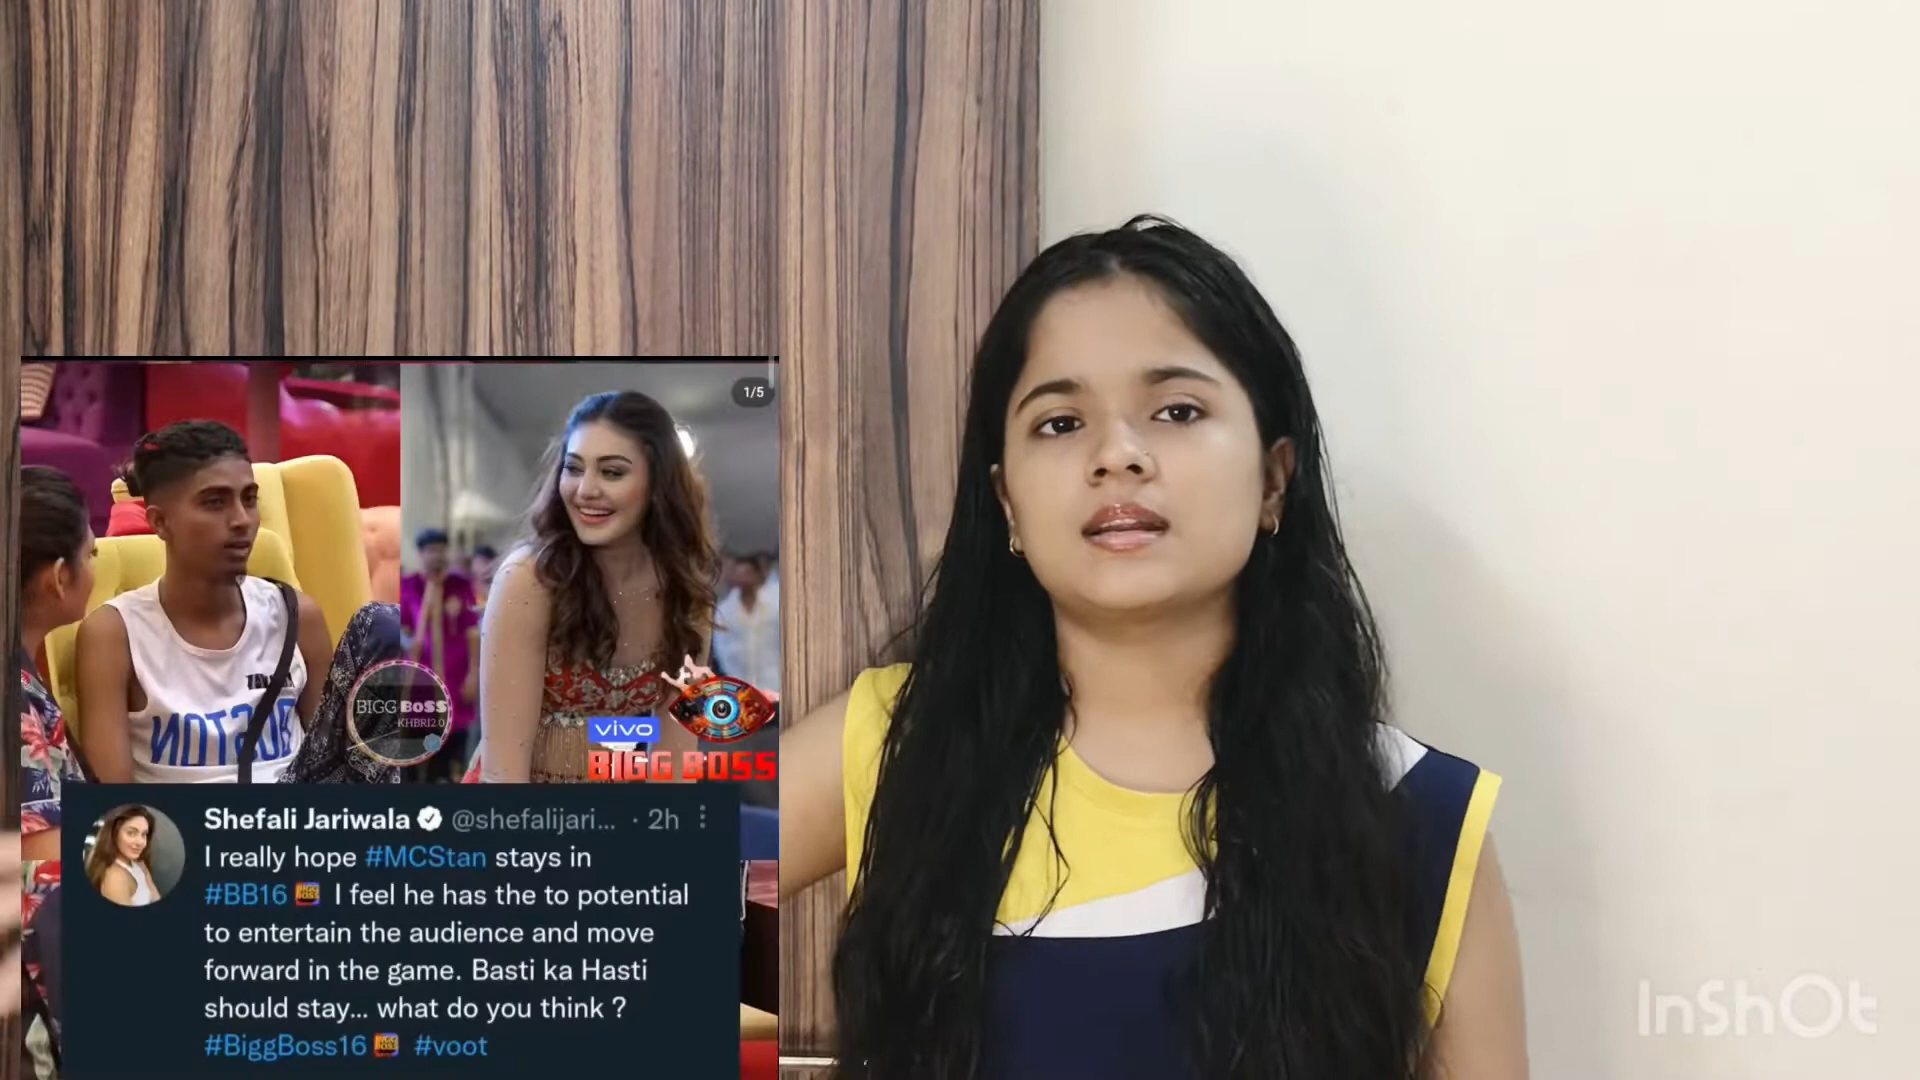 1/5
NOT BOS
BIGG BOSS
KHBRI2.0
vivo
BIGG BOSS
Shefali Jariwala @shefalijari... · 2h
I really hope #MCStan stays in
#BB16 I feel he has the to potential
to entertain the audience and move
forward in the game. Basti ka Hasti
should stay... what do you think ?
#BiggBoss16 #voot
InShOt